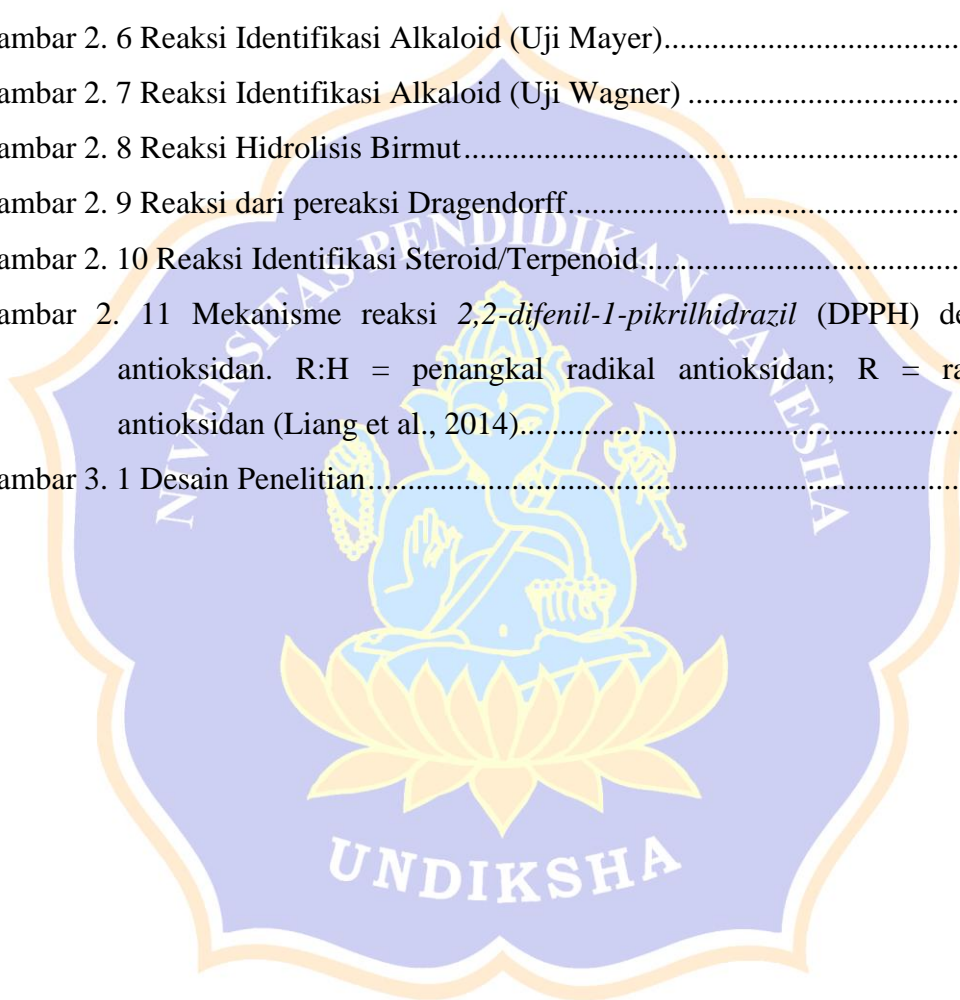 ambar 2. 6 Reaksi Identifikasi Alkaloid (Uji Mayer)......................................
ambar 2. 7 Reaksi Identifikasi Alkaloid (Uji Wagner) ...................................
ambar 2. 8 Reaksi Hidrolisis Birmut................................................................
ambar 2. 9 Reaksi dari pereaksi Dragendorff...................................................
ambar 2. 10 Reaksi Identifikasi Steroid/Terpenoid..........................................
ambar 2. 11 Mekanisme reaksi 2,2-difenil-1-pikrilhidrazil (DPPH) de
antioksidan. R:H = penangkal radikal antioksidan; R = ra
antioksidan (Liang et al., 2014)..........................................................
ambar 3. 1 Desain Penelitian............................................................................
NIVERSITAS PENDIDIKAN GANESHA
UNDIKSHA